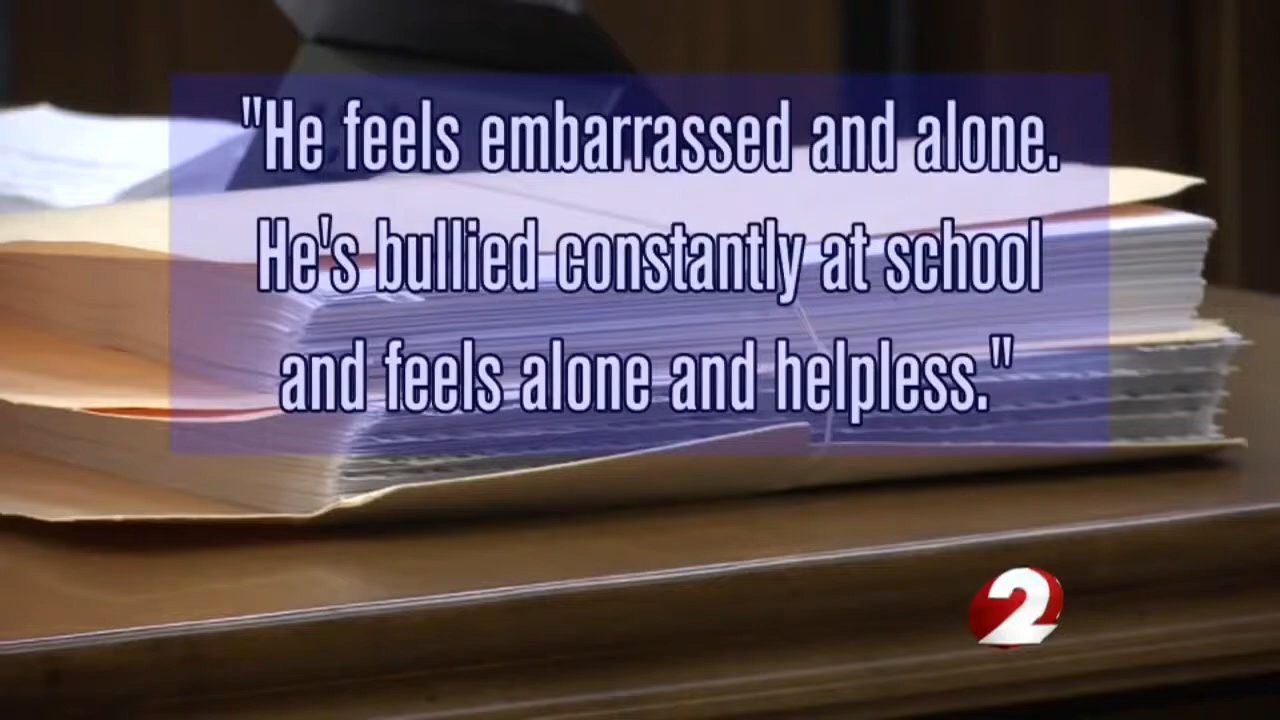 "He feels embarrassed and alone.
He's bullied constantly at school
and feels alone and helpless."
2